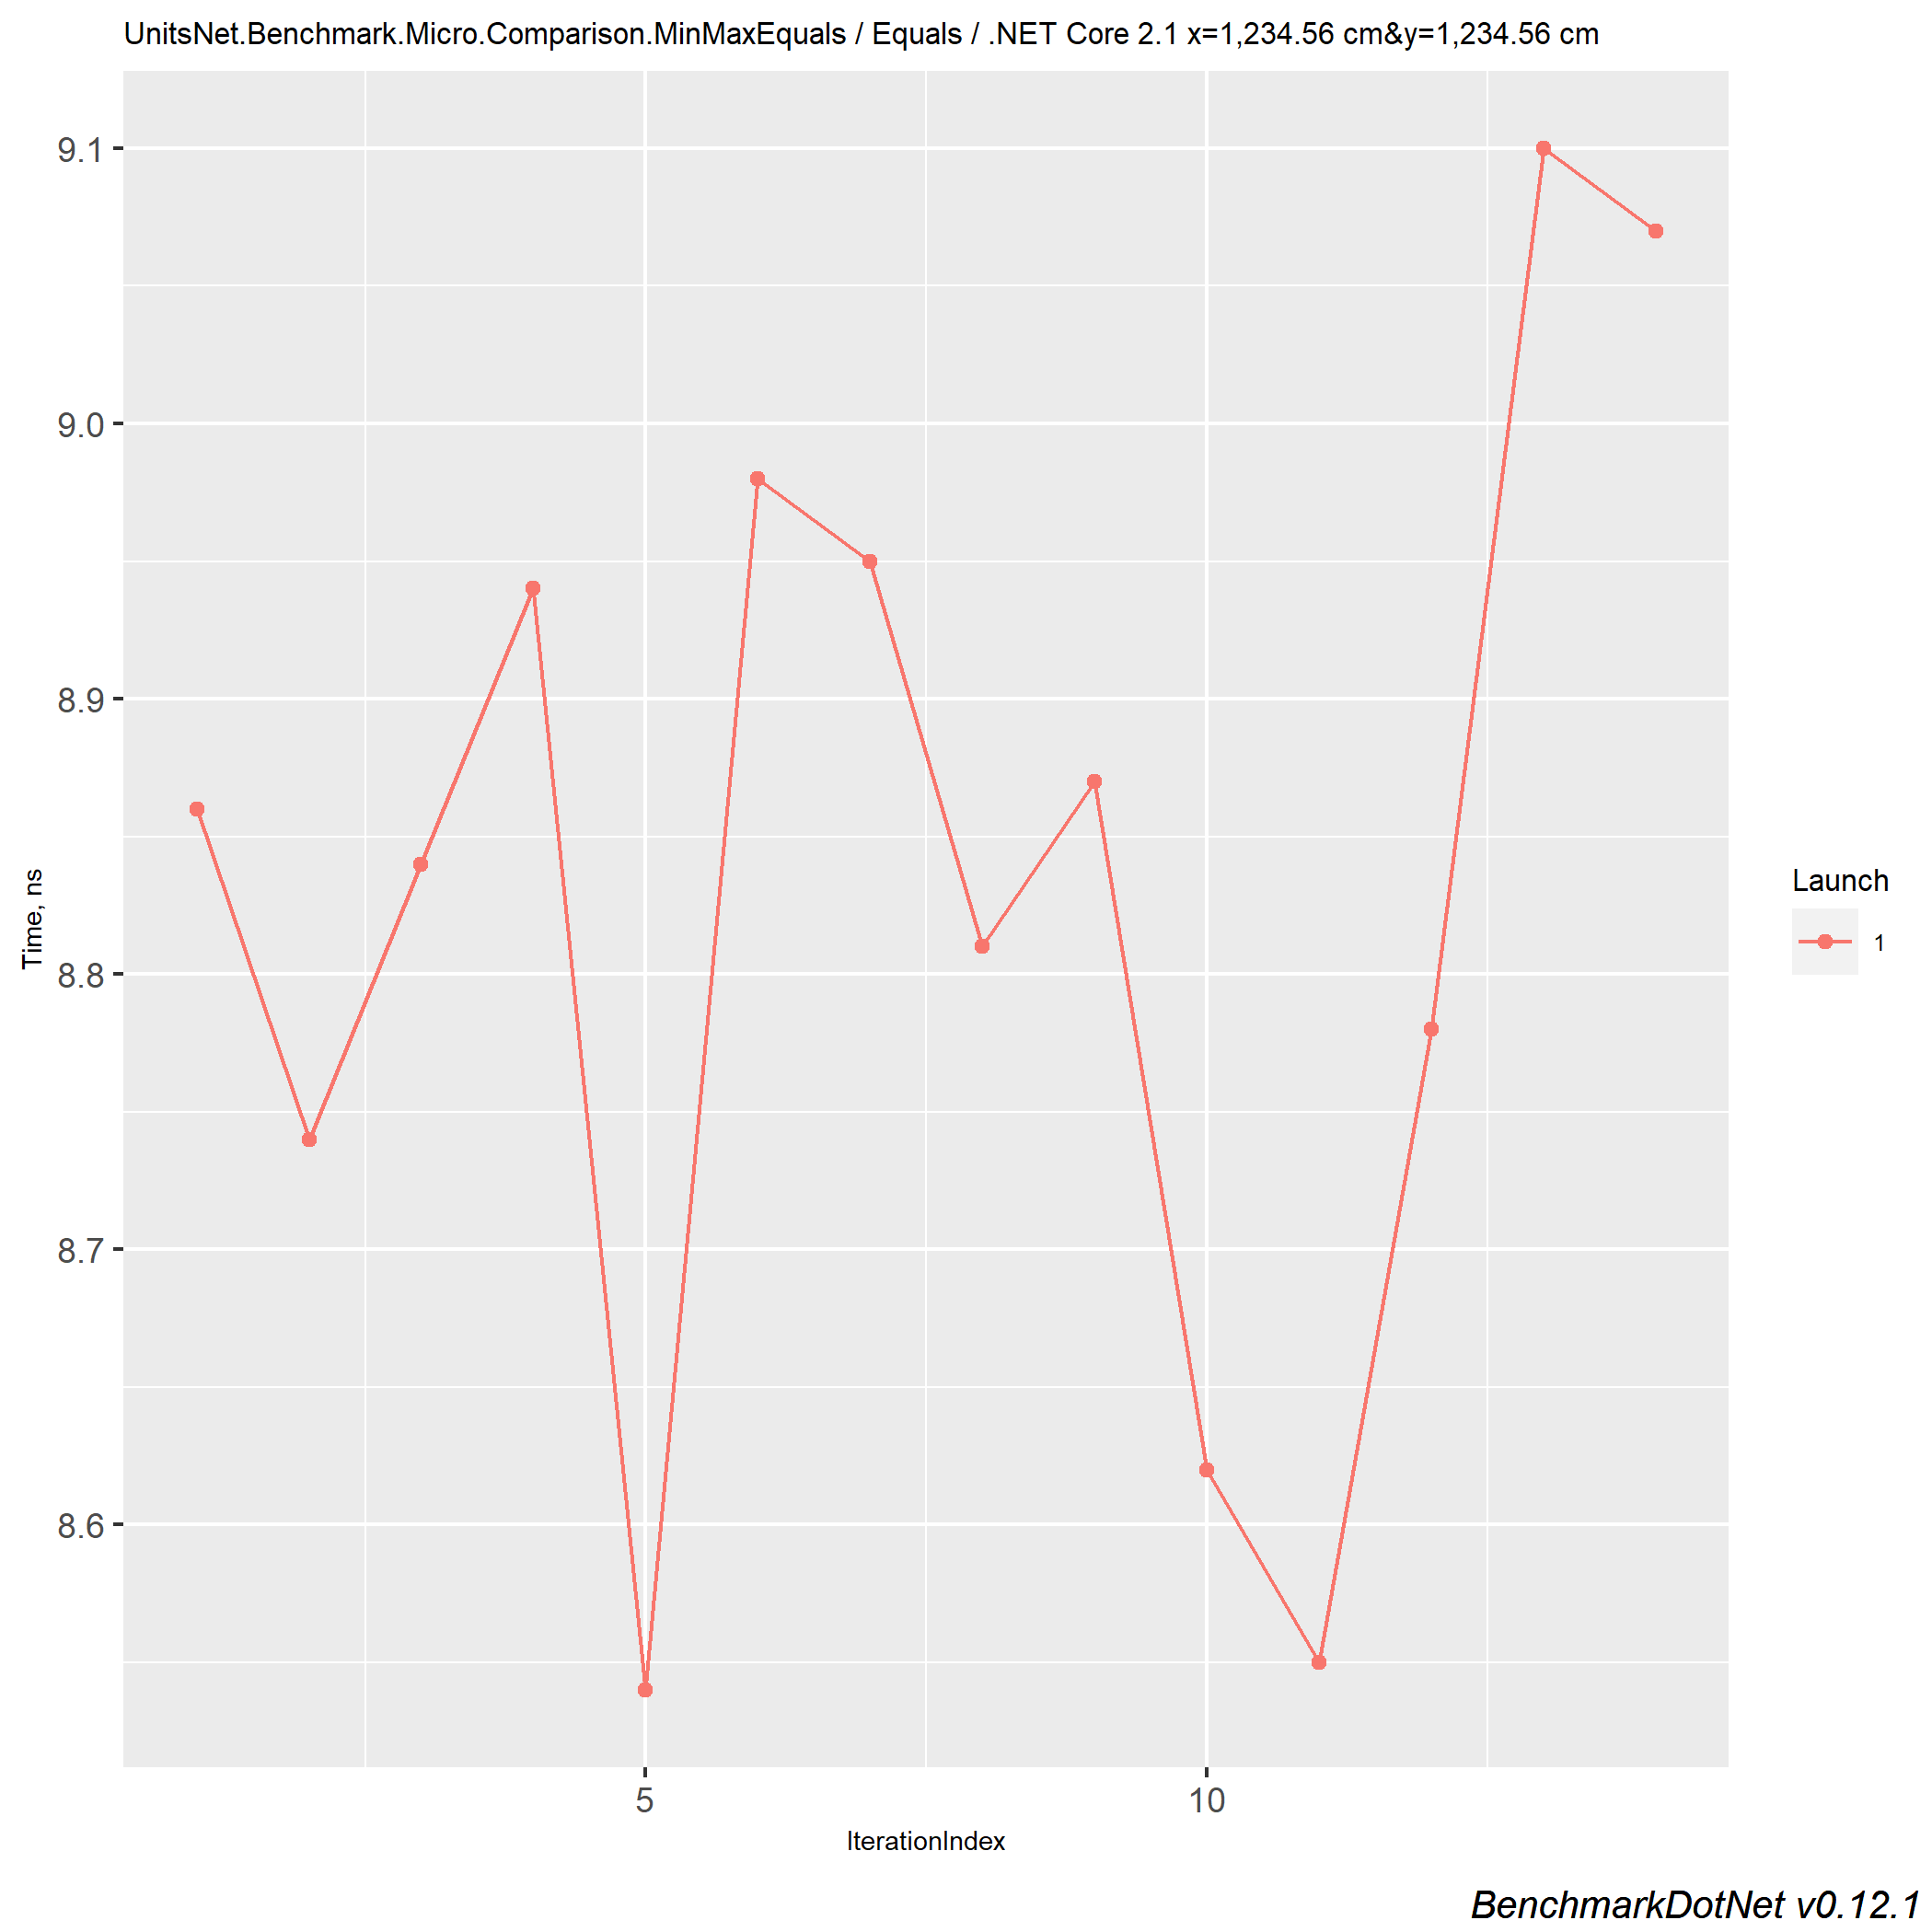 UnitsNet.Benchmark.Micro.Comparison.MinMaxEquals / Equals / .NET Core 2.1 x=1,234.56 cm&y=1,234.56 cm
9.1
9.0
8.9
8.8
8.7
8.6
Time, ns
5
10
IterationIndex
Launch
1
BenchmarkDotNet v0.12.1